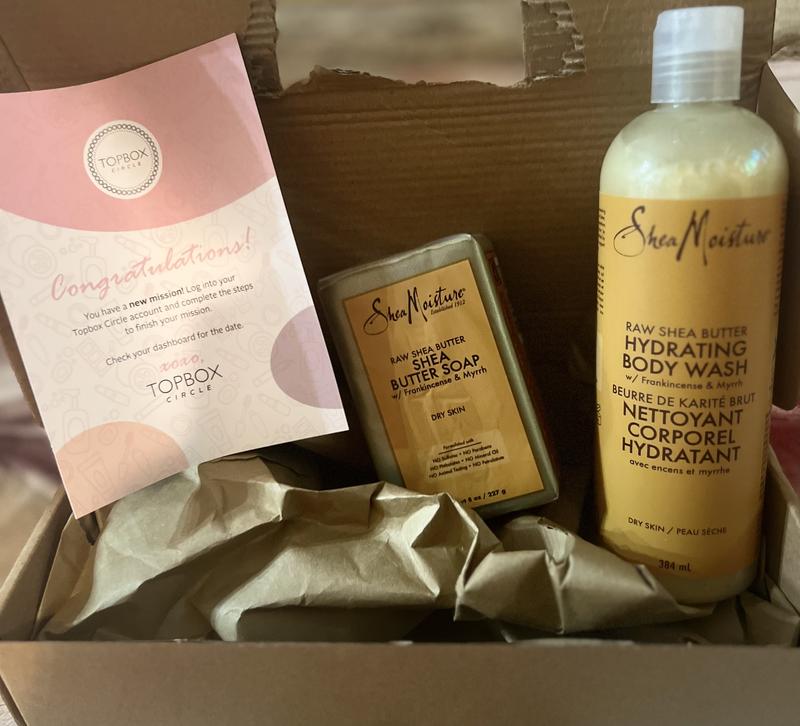 TOPBOX
CIRCLE
Congratulations!
You have a new mission! Log into your
Topbox Circle account and complete the steps
to finish your mission.
Check your dashboard for the date.
xoxo,
TOPBOX
CIRCLE
SheaMoisture
Established 1912
RAW SHEA BUTTER
SHEA
BUTTER SOAP
w/ Frankincense & Myrrh
DRY SKIN
Formulated with
NO Sulfates • NO Parabens
NO Phthalates • NO Mineral Oil
NO Animal Testing • NO Petrolatum
8 oz / 227 g
SheaMoisture
RAW SHEA BUTTER
HYDRATING
BODY WASH
w/ Frankincense & Myrrh
BEURRE DE KARITÉ BRUT
NETTOYANT
CORPOREL
HYDRATANT
avec encens et myrrhe
DRY SKIN / PEAU SÈCHE
384 mL